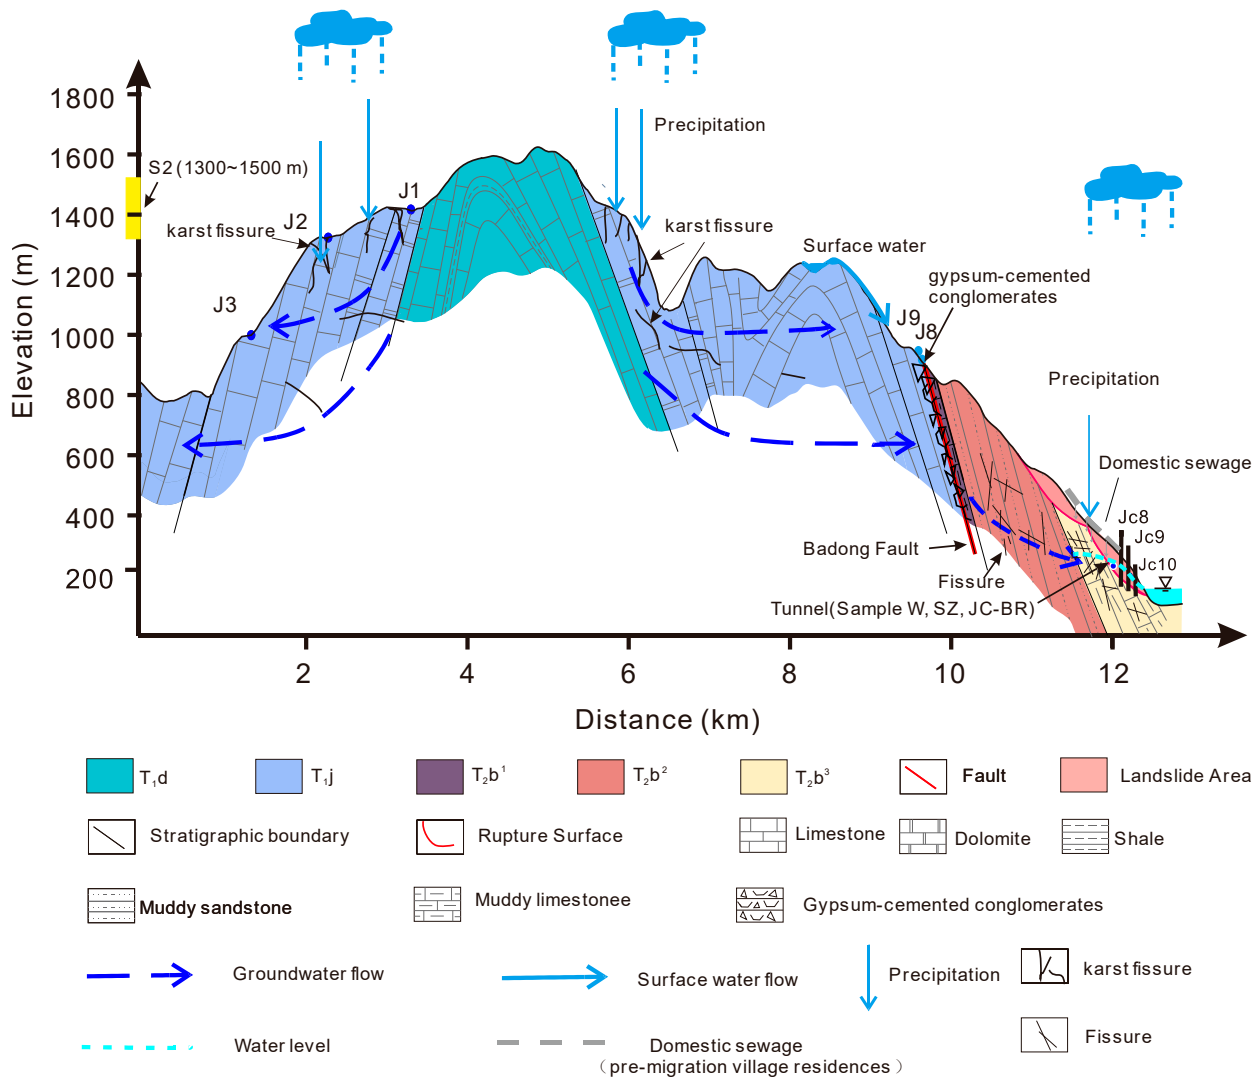 1800
1600
1400
1200
1000
800
600
400
200
Elevation (m)
S2 (1300~1500 m)
karst fissure
J1
J2
J3
Precipitation
karst fissure
Surface water
gypsum-cemented
conglomerates
J9
J8
Precipitation
Domestic sewage
Jc8
Jc9
Jc10
Badong Fault
Fissure
Tunnel(Sample W, SZ, JC-BR)
2
4
6
8
10
12
Distance (km)
T₁d
T₁j
T₂b¹
T₂b²
T₂b³
Fault
Landslide Area
Stratigraphic boundary
Rupture Surface
Limestone
Dolomite
Shale
Muddy sandstone
Muddy limestonee
Gypsum-cemented conglomerates
Groundwater flow
Surface water flow
Precipitation
karst fissure
Water level
Domestic sewage
（pre-migration village residences）
Fissure